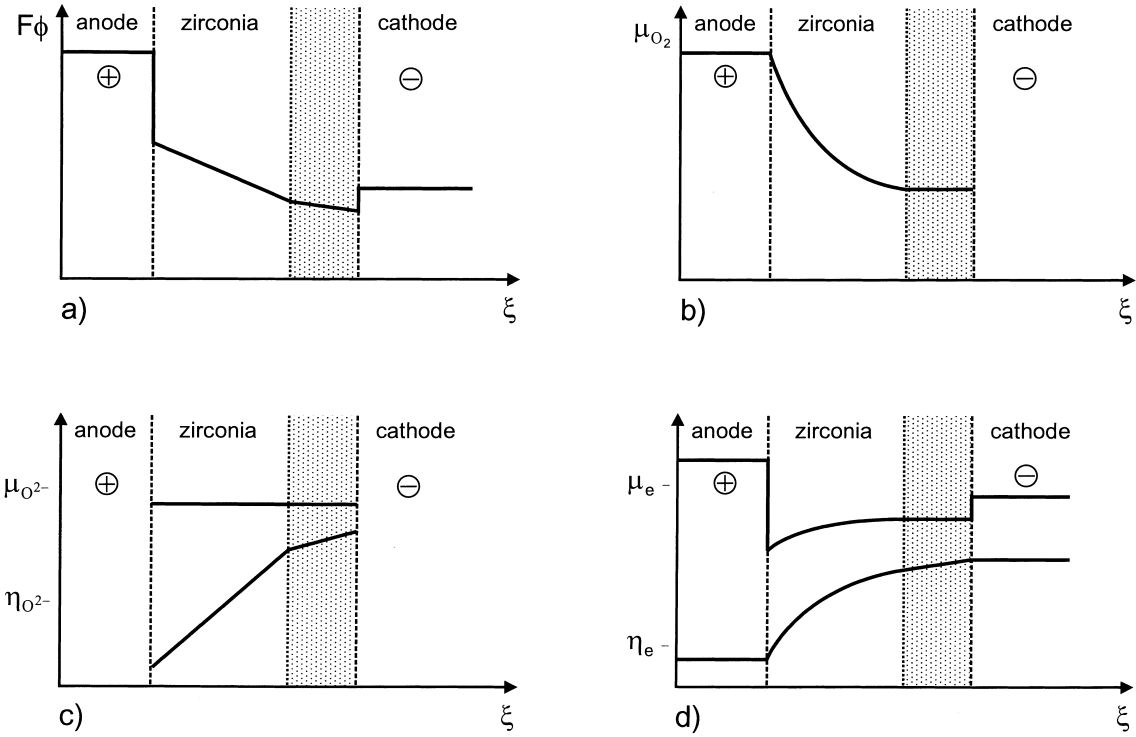 Fϕ anode zirconia cathode
⊕ ⊖
a) ξ
μO₂ anode zirconia cathode
⊕ ⊖
b) ξ
anode zirconia cathode
μO²⁻ ⊕ ⊖
ηO²⁻
c) ξ
anode zirconia cathode
μe⁻ ⊕ ⊖
ηe⁻
d) ξ